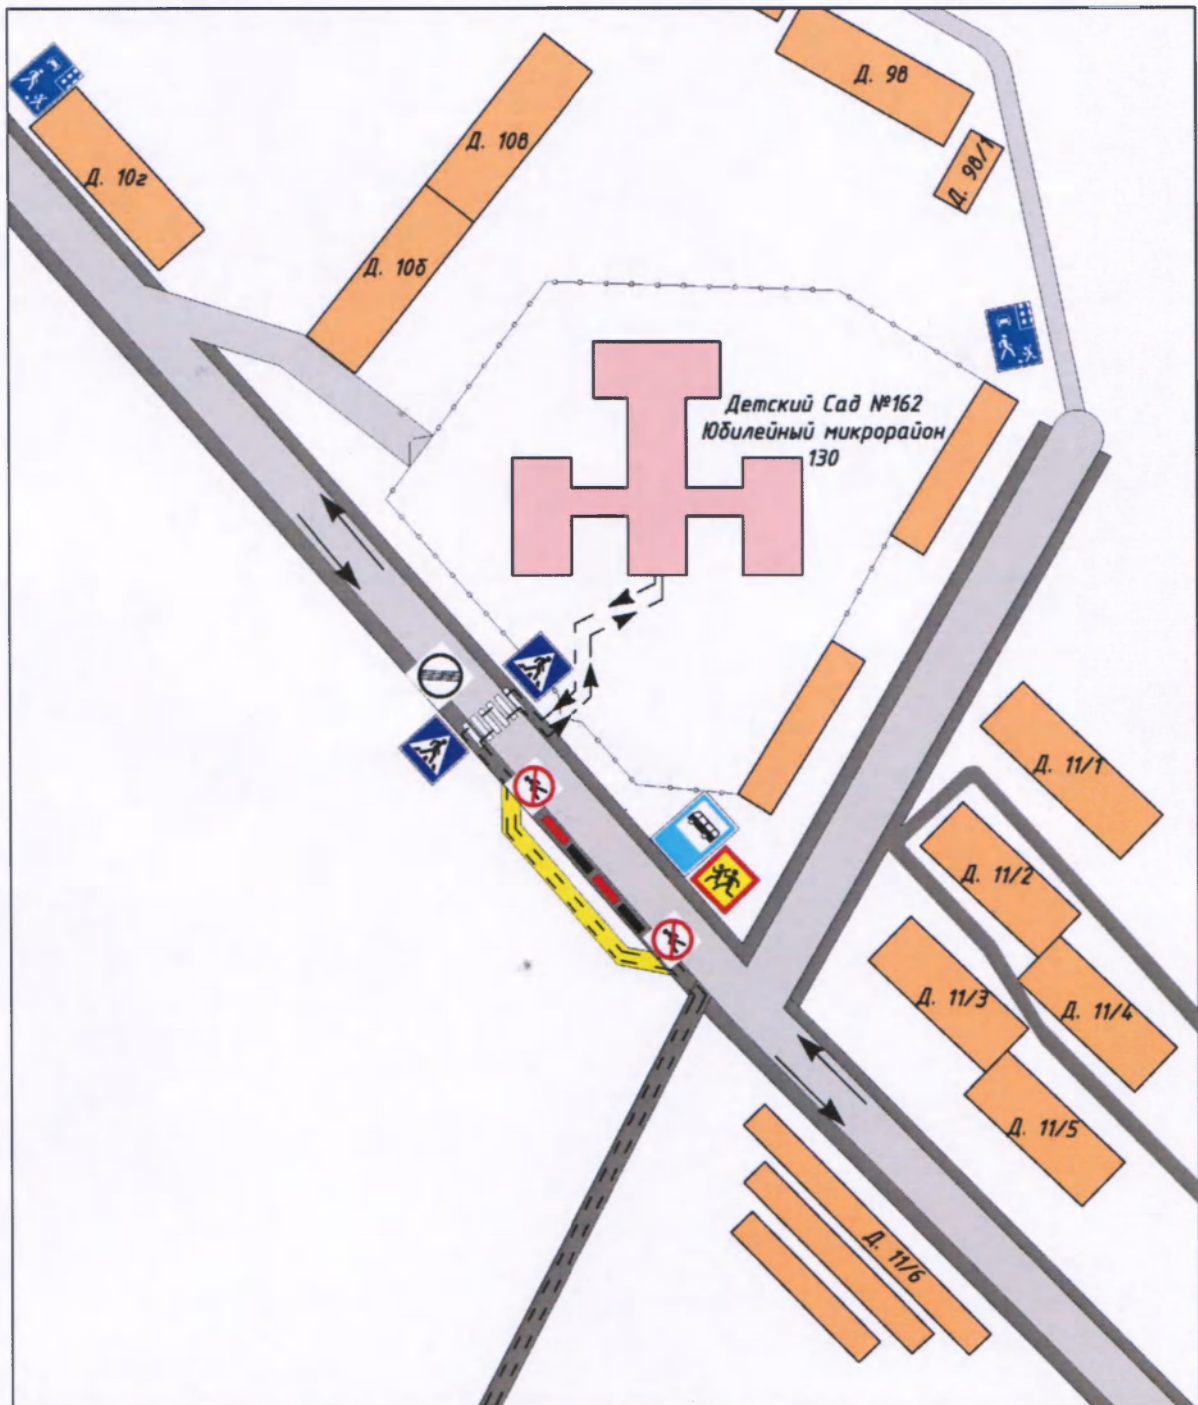 Д. 9в
Д. 10в
Д. 9в/1
Д. 10г
Д. 10б
Детский Сад №162
Юбилейный микрорайон
130
Д. 11/1
Д. 11/2
Д. 11/3
Д. 11/4
Д. 11/5
Д. 11/6